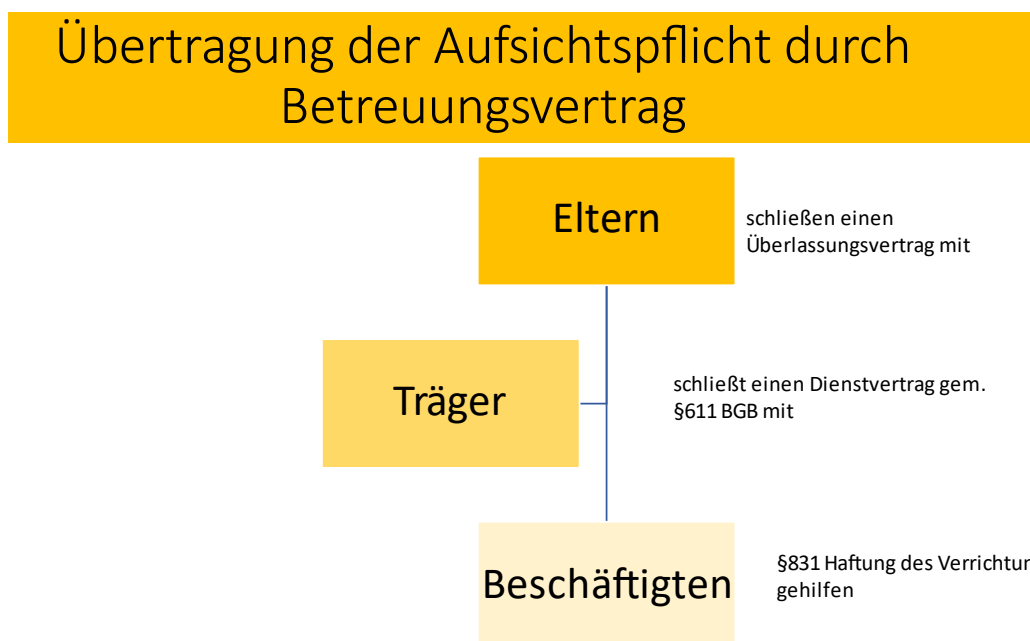 Übertragung der Aufsichtspflicht durch
Betreuungsvertrag
Eltern
schließen einen
Überlassungsvertrag mit
Träger
schließt einen Dienstvertrag gem.
§611 BGB mit
Beschäftigten
§831 Haftung des Verrichtun
gehilfen